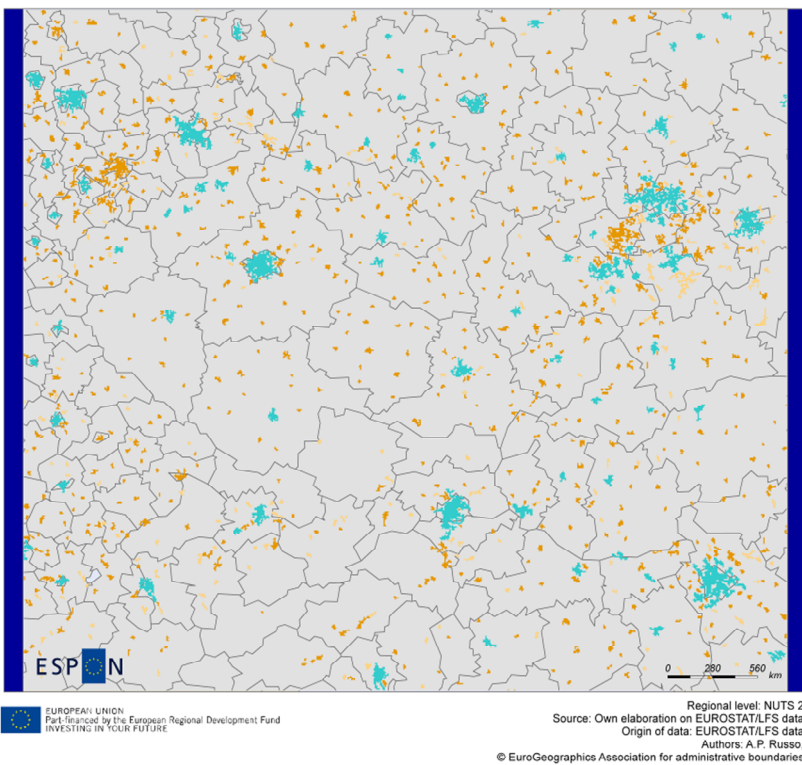 ESPON
0 280 560
km
EUROPEAN UNION
Part-financed by the European Regional Development Fund
INVESTING IN YOUR FUTURE
Regional level: NUTS 2
Source: Own elaboration on EUROSTAT/LFS data
Origin of data: EUROSTAT/LFS data
Authors: A.P. Russo,
© EuroGeographics Association for administrative boundaries